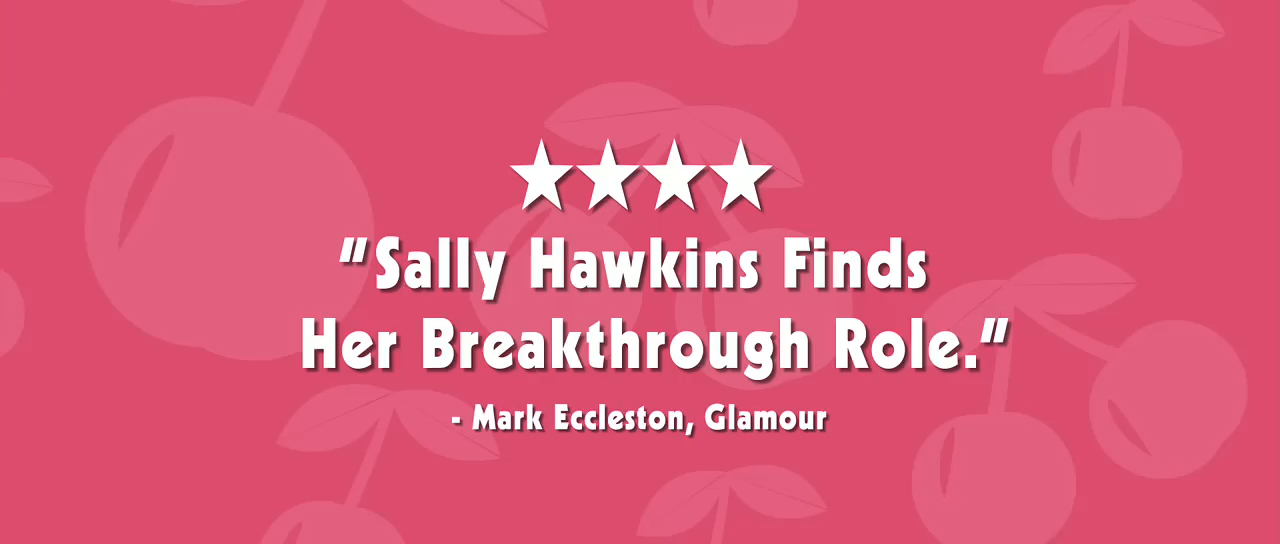 "Sally Hawkins Finds
Her Breakthrough Role."
- Mark Eccleston, Glamour